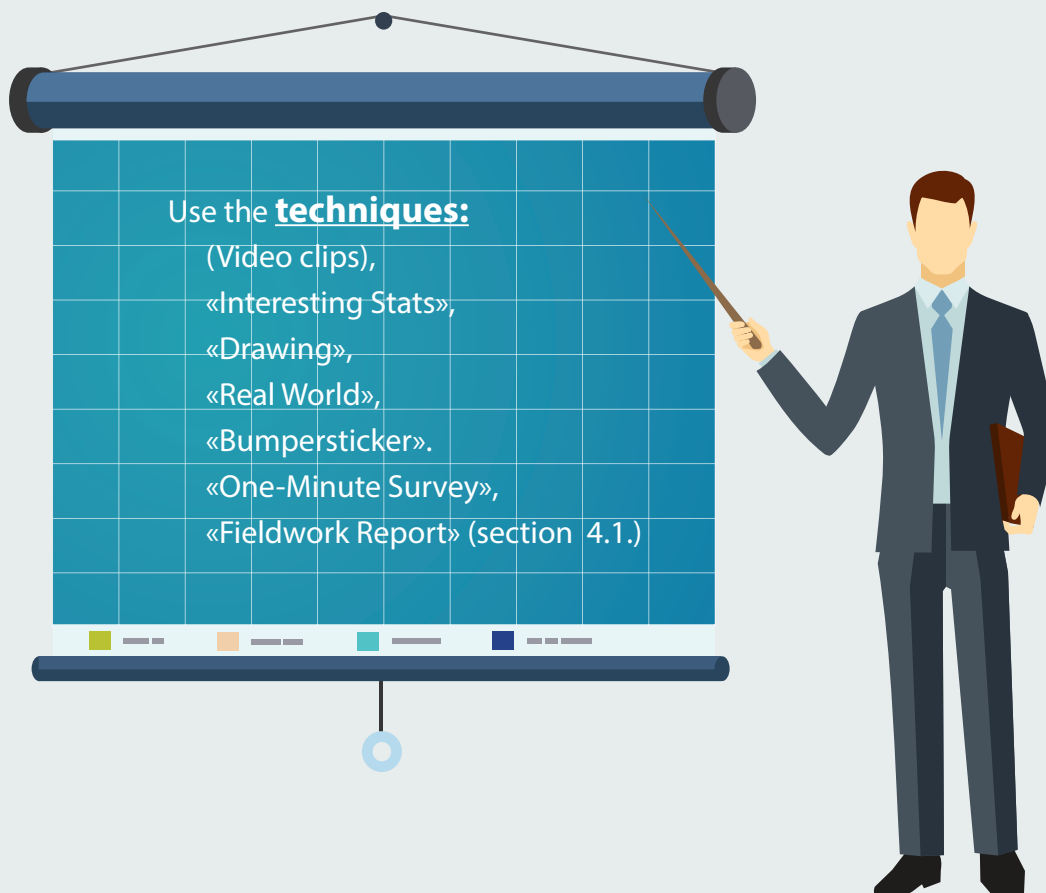 Use the techniques:
(Video clips),
«Interesting Stats»,
«Drawing»,
«Real World»,
«Bumpersticker».
«One-Minute Survey»,
«Fieldwork Report» (section 4.1.)